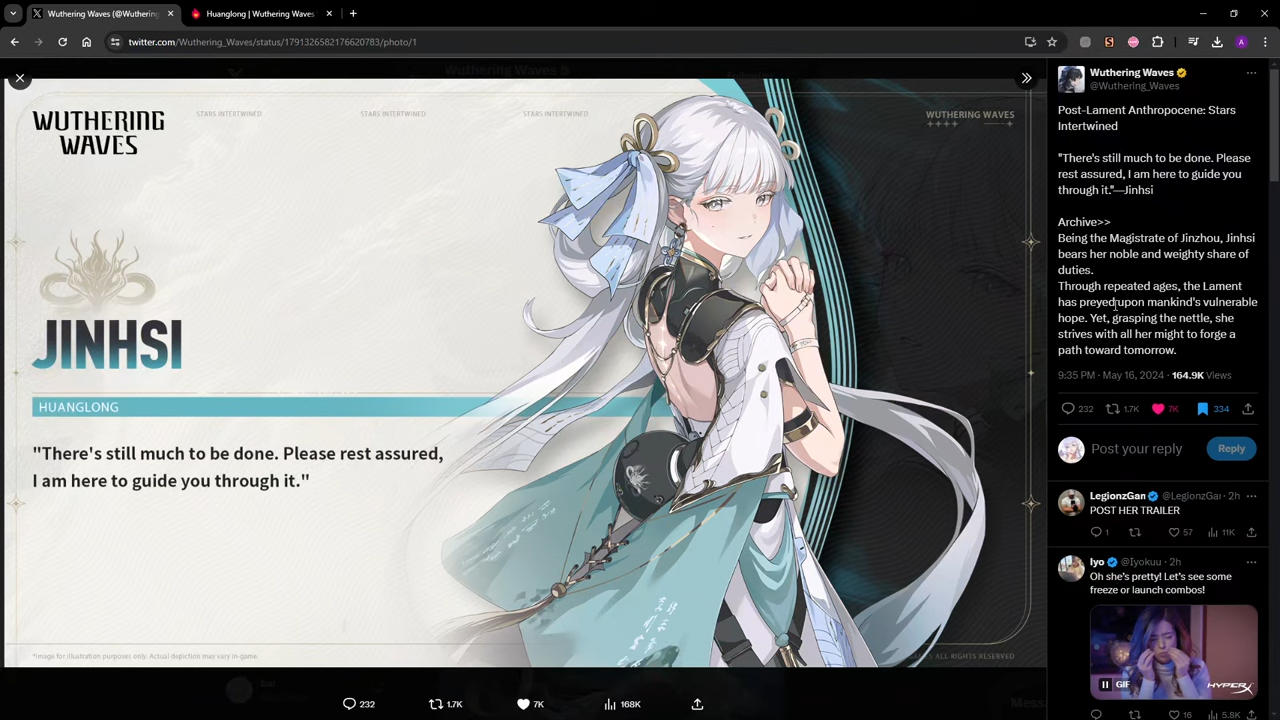 Wuthering Waves (@Wuthering
Huanglong | Wuthering Waves
twitter.com/Wuthering_Waves/status/1791326582176620783/photo/1
A
WUTHERING
WAVES
STARS INTERTWINED
STARS INTERTWINED
STARS INTERTWINED
WUTHERING WAVES
JINHSI
HUANGLONG
"There's still much to be done. Please rest assured,
I am here to guide you through it."
*Image for illustration purposes only. Actual depiction may vary in-game.
ALL RIGHTS RESERVED
232
1.7K
7K
168K
Wuthering Waves
@Wuthering_Waves
Post-Lament Anthropocene: Stars
Intertwined
"There's still much to be done. Please
rest assured, I am here to guide you
through it."—Jinhsi
Archive>>
Being the Magistrate of Jinzhou, Jinhsi
bears her noble and weighty share of
duties.
Through repeated ages, the Lament
has preyed upon mankind's vulnerable
hope. Yet, grasping the nettle, she
strives with all her might to forge a
path toward tomorrow.
9:35 PM · May 16, 2024 · 164.9K Views
232 1.7K 7K 334
Post your reply
Reply
LegionzGam @LegionzGar · 2h
POST HER TRAILER
1 57 11K
Iyo @Iyokuu · 2h
Oh she's pretty! Let's see some
freeze or launch combos!
GIF
HYPERX
16 5.8K